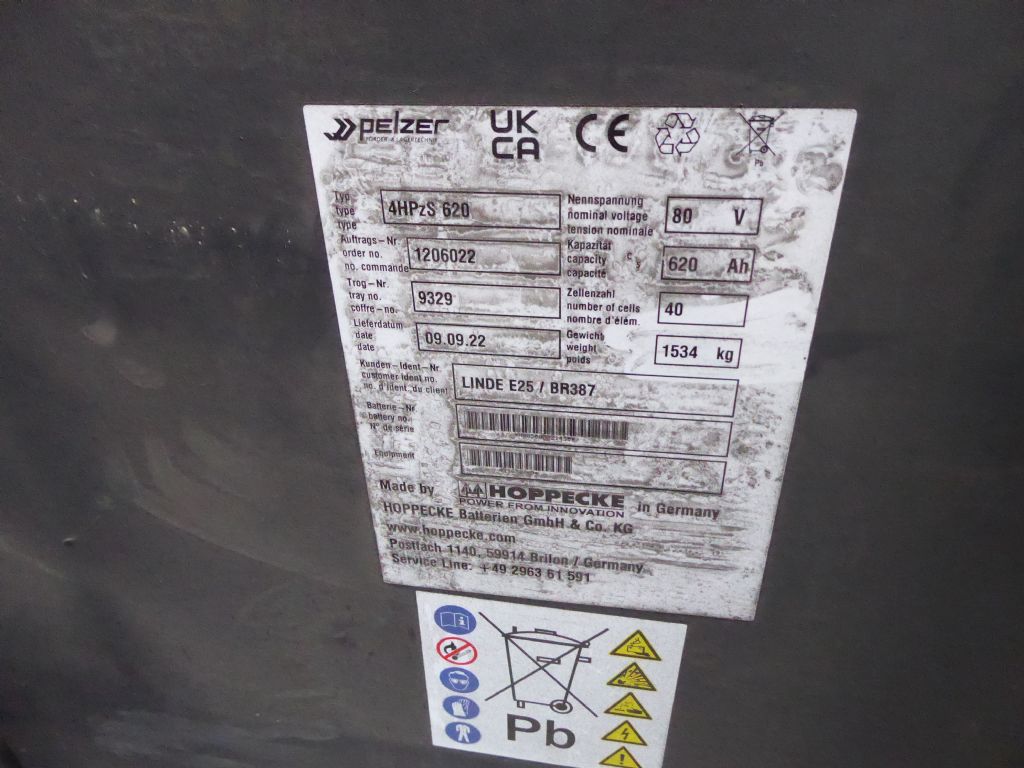 pelzer
FÖRDER- & LAGERTECHNIK
UK
CA
CE
Pb
Typ
type
type
4HPzS 620
Nennspannung
nominal voltage
tension nominale
80 V
Auftrags-Nr.
order no.
no. commande
1206022
Kapazität
capacity
capacité
620 Ah
Trog-Nr.
tray no.
coffre-no.
9329
Zellenzahl
number of cells
nombre d'élém.
40
Lieferdatum
date
date
09.09.22
Gewicht
weight
poids
1534 kg
Kunden-Ident-Nr.
customer ident no.
no. d'ident. du client
LINDE E25 / BR387
Batterie-Nr.
battery no.
N° de série
Equipment
Made by HOPPECKE in Germany
POWER FROM INNOVATION
HOPPECKE Batterien GmbH & Co. KG
www.hoppecke.com
Postfach 1140, 59914 Brilon / Germany
Service Line: +49 2963 61 591
Pb